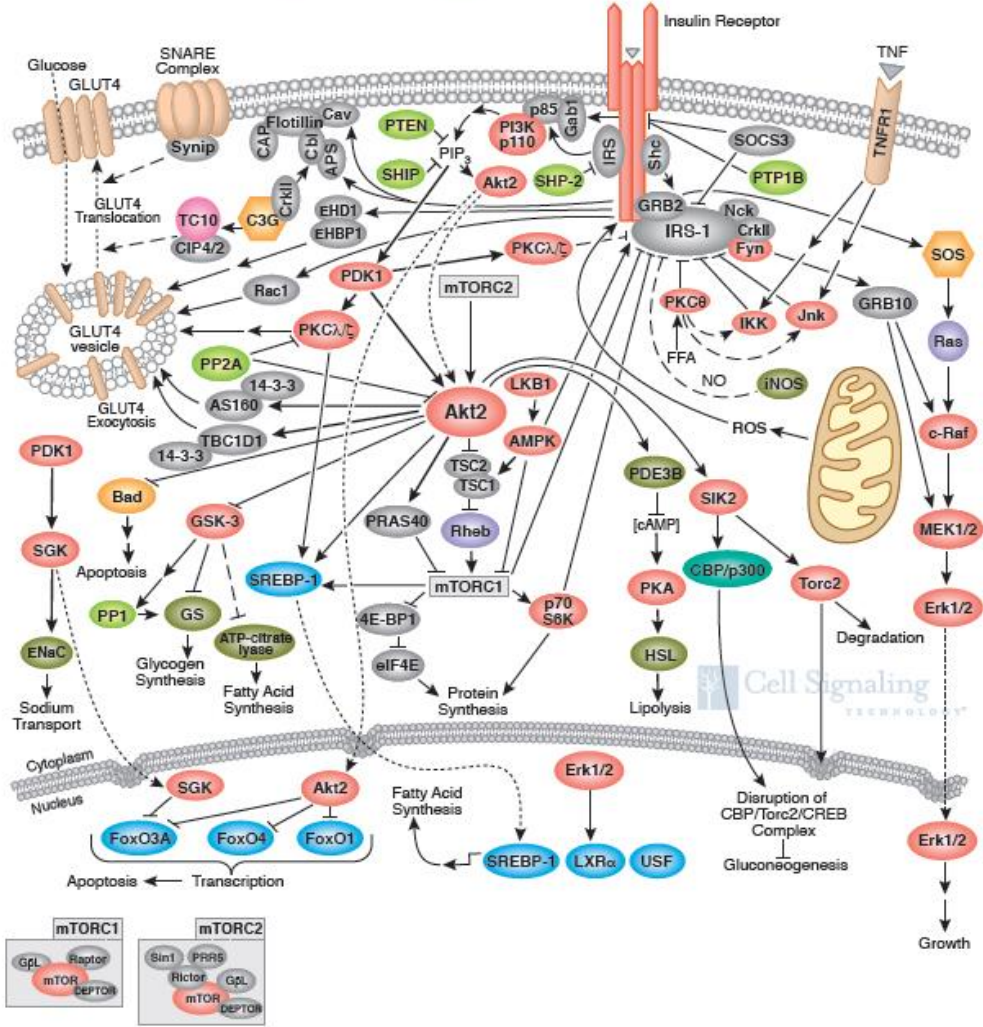 Insulin Receptor
TNF
Glucose
GLUT4
SNARE
Complex
Synip
CAP
Flotillin
Cav
Cbl
APS
CrkII
C3G
TC10
CIP4/2
GLUT4
Translocation
PTEN
SHIP
PIP3
PI3K
p110
p85
Gab1
Akt2
SHP-2
IRS
Shc
SOCS3
PTP1B
TNFR1
GRB2
IRS-1
Nck
CrkII
Fyn
EHD1
eHBP1
Rac1
PDK1
PKCλ/ζ
mTORC2
PKCλ/ζ
PKCθ
FFA
IKK
Jnk
NO
iNOS
GRB10
SOS
Ras
c-Raf
MEK1/2
Erk1/2
ROS
GLUT4
vesicle
PP2A
14-3-3
AS160
GLUT4
Exocytosis
TBC1D1
14-3-3
Akt2
LKB1
AMPK
TSC2
TSC1
PRAS40
Rheb
mTORC1
4E-BP1
eIF4E
p70
S6K
Protein
Synthesis
PDK1
SGK
ENaC
Sodium
Transport
Bad
Apoptosis
GSK-3
PP1
GS
Glycogen
Synthesis
ATP-citrate
lyase
Fatty Acid
Synthesis
SREBP-1
PDE3B
[cAMP]
PKA
HSL
Lipolysis
SIK2
CBP/p300
Torc2
Degradation
Cell Signaling
TECHNOLOGY®
Cytoplasm
Nucleus
SGK
Akt2
FoxO3A
FoxO4
FoxO1
Apoptosis
Transcription
Fatty Acid
Synthesis
Erk1/2
SREBP-1
LXRα
USF
Disruption of
CBP/Torc2/CREB
Complex
Gluconeogenesis
Erk1/2
Growth
mTORC1
GβL
Raptor
mTOR
DEPTOR
mTORC2
Sin1
PRR5
Rictor
GβL
mTOR
DEPTOR